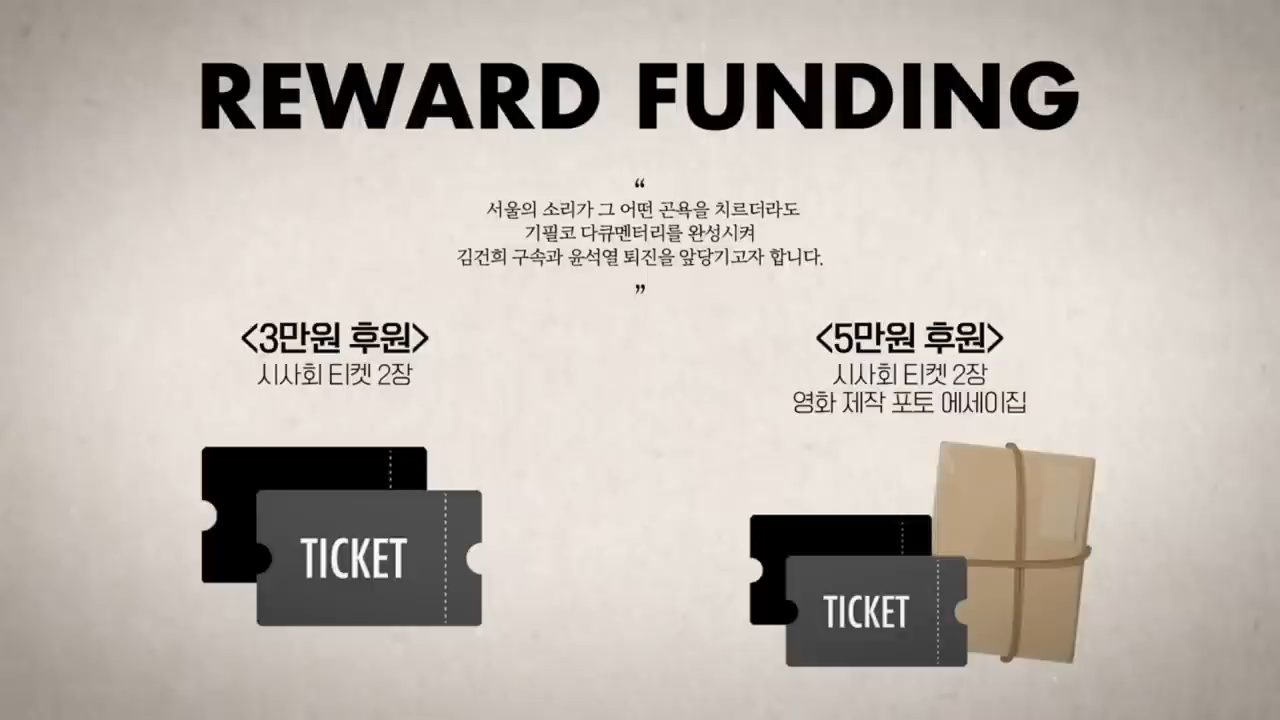 REWARD FUNDING
“
서울의 소리가 그 어떤 곤욕을 치르더라도
기필코 다큐멘터리를 완성시켜
김건희 구속과 윤석열 퇴진을 앞당기고자 합니다.
”
<3만원 후원>
시사회 티켓 2장
<5만원 후원>
시사회 티켓 2장
영화 제작 포토 에세이집
TICKET
TICKET